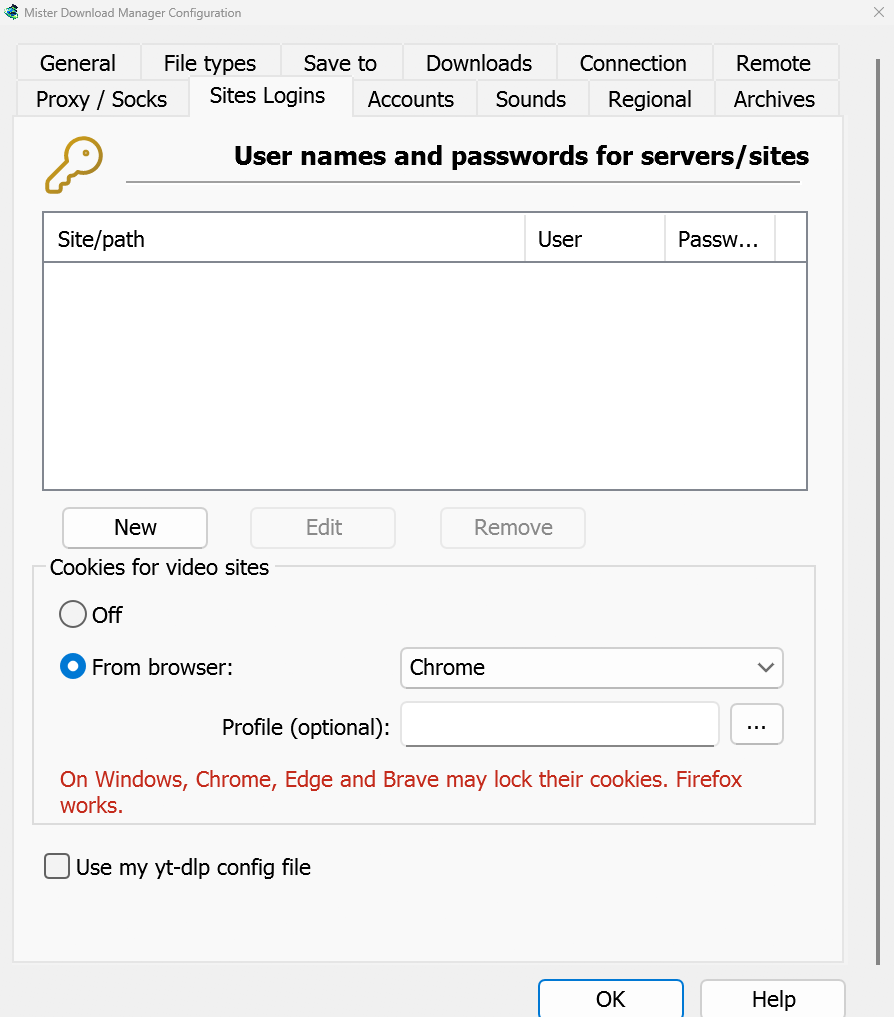 Mister Download Manager Configuration
General
File types
Save to
Downloads
Connection
Remote
Proxy / Socks
Sites Logins
Accounts
Sounds
Regional
Archives
User names and passwords for servers/sites
Site/path
User
Passw...
New
Edit
Remove
Cookies for video sites
Off
From browser:
Chrome
Profile (optional):
...
On Windows, Chrome, Edge and Brave may lock their cookies. Firefox
works.
Use my yt-dlp config file
OK
Help